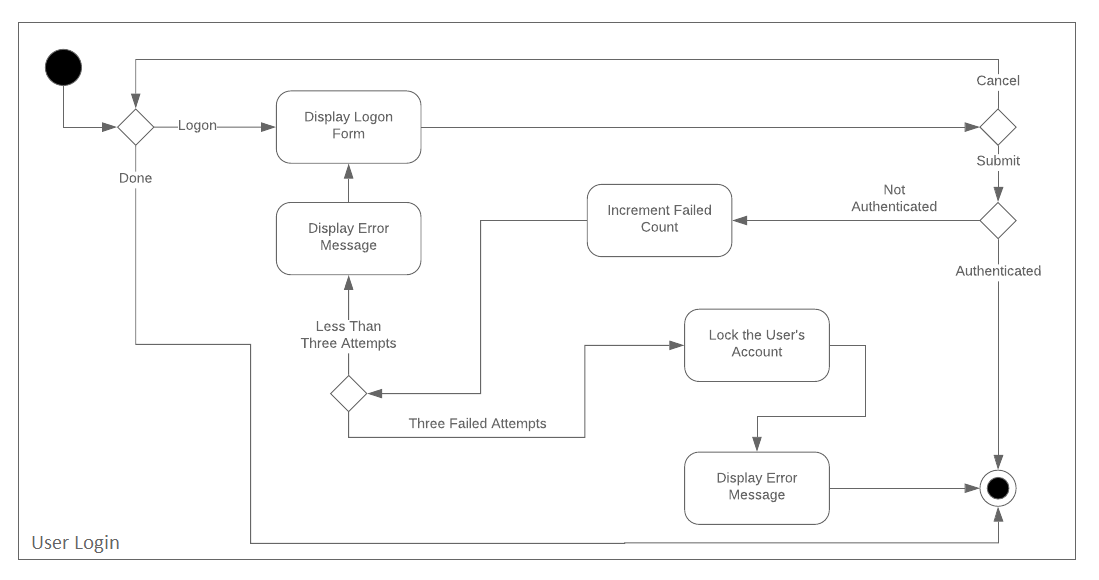 Cancel
Logon
Display Logon
Form
Submit
Done
Not
Authenticated
Increment Failed
Count
Display Error
Message
Authenticated
Less Than
Three Attempts
Lock the User's
Account
Three Failed Attempts
Display Error
Message
User Login